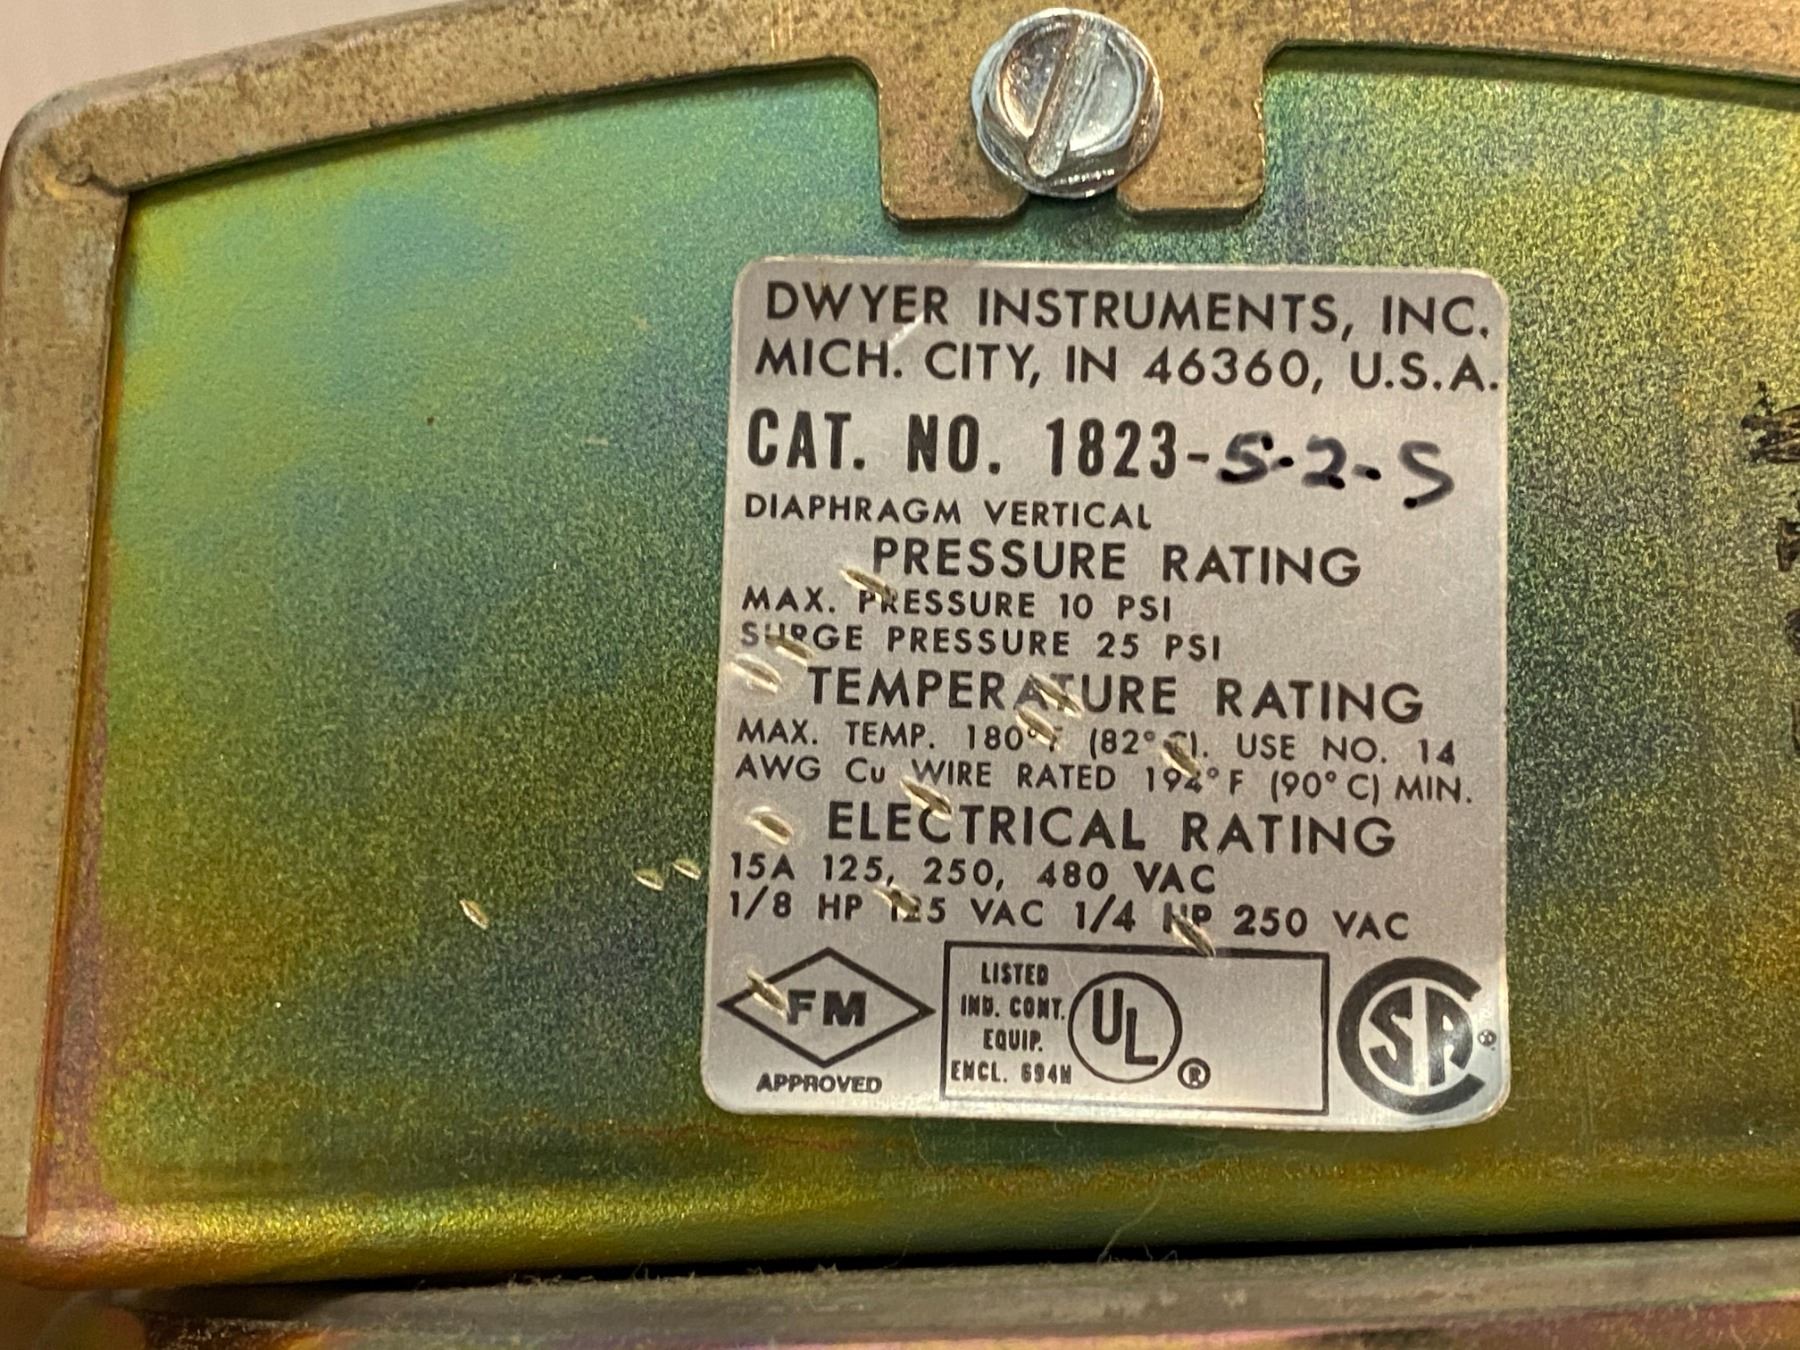 DWYER INSTRUMENTS, INC.
MICH. CITY, IN 46360, U.S.A.
CAT. NO. 1823-5-2-S
DIAPHRAGM VERTICAL
PRESSURE RATING
MAX. PRESSURE 10 PSI
SURGE PRESSURE 25 PSI
TEMPERATURE RATING
MAX. TEMP. 180°F (82°C). USE NO. 14
AWG Cu WIRE RATED 194°F (90°C) MIN.
ELECTRICAL RATING
15A 125, 250, 480 VAC
1/8 HP 125 VAC 1/4 HP 250 VAC
FM
APPROVED
LISTED
IND. CONT.
EQUIP.
ENCL. 694N
UL ®
CSA ®